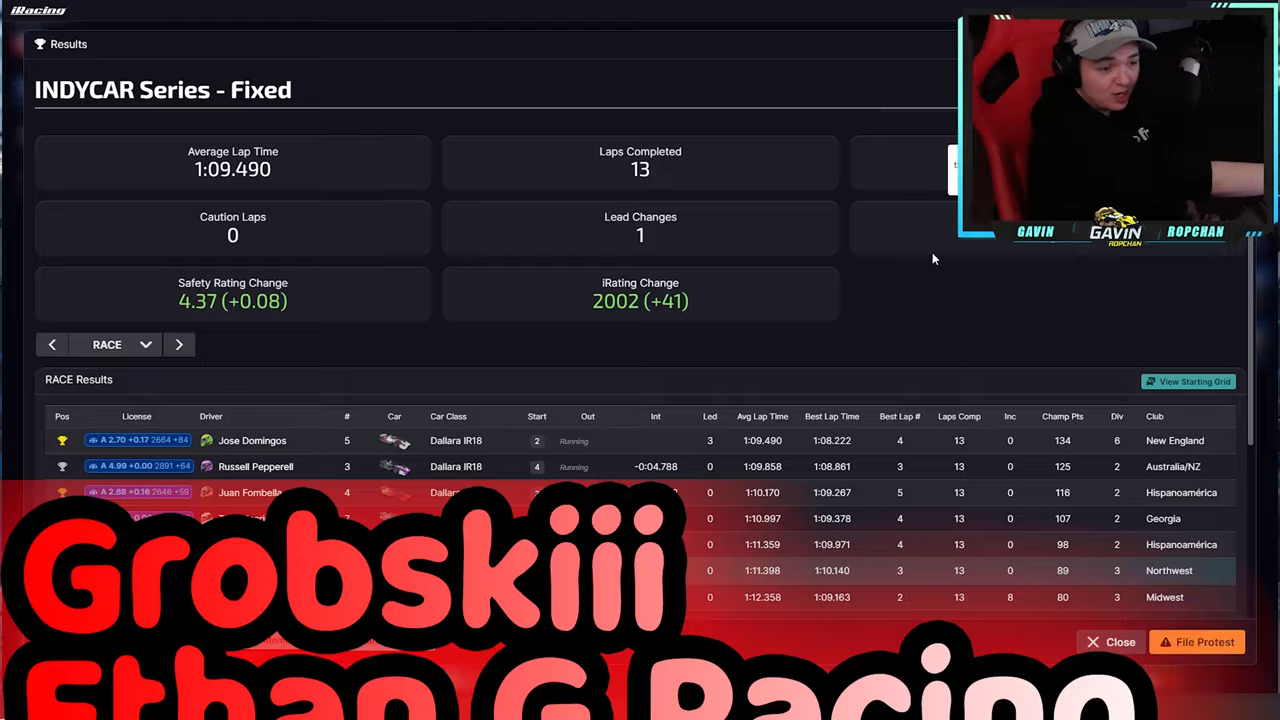 iRacing
Results
INDYCAR Series - Fixed
Average Lap Time
1:09.490
Laps Completed
13
Caution Laps
0
Lead Changes
1
Safety Rating Change
4.37 (+0.08)
iRating Change
2002 (+41)
GAVIN
GAVIN
ROPCHAN
ROPCHAN
RACE
RACE Results
View Starting Grid
Pos License Driver # Car Car Class Start Out Int Led Avg Lap Time Best Lap Time Best Lap # Laps Comp Inc Champ Pts Div Club
A 2.70 +0.17 2664 +84 Jose Domingos 5 Dallara IR18 2 Running 3 1:09.490 1:08.222 4 13 0 134 6 New England
A 4.99 +0.00 2891 +64 Russell Pepperell 3 Dallara IR18 4 Running -0:04.788 0 1:09.858 1:08.861 3 13 0 125 2 Australia/NZ
A 2.68 +0.16 2646 +59 Juan Fombella 4 0 1:10.170 1:09.267 5 13 0 116 2 Hispanoamérica
0 1:10.997 1:09.378 4 13 0 107 2 Georgia
0 1:11.359 1:09.971 4 13 0 98 2 Hispanoamérica
0 1:11.398 1:10.140 3 13 0 89 3 Northwest
0 1:12.358 1:09.163 2 13 8 80 3 Midwest
Close
File Protest
Grobskiii
Ethan G Racing